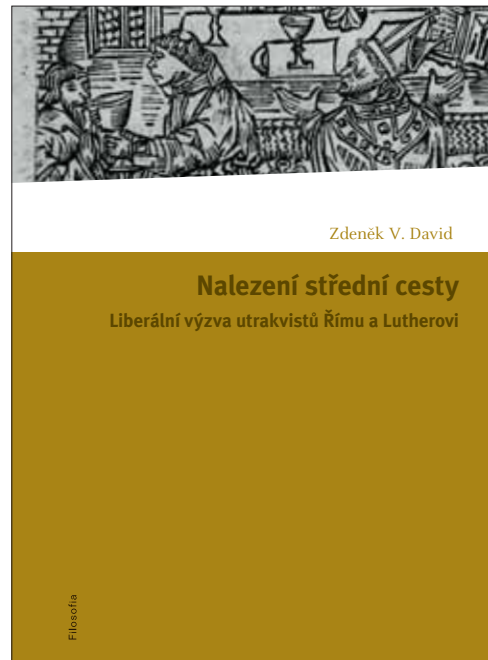 Zdeněk V. David
Nalezení střední cesty
Liberální výzva utrakvistů Římu a Lutherovi
Filosofia